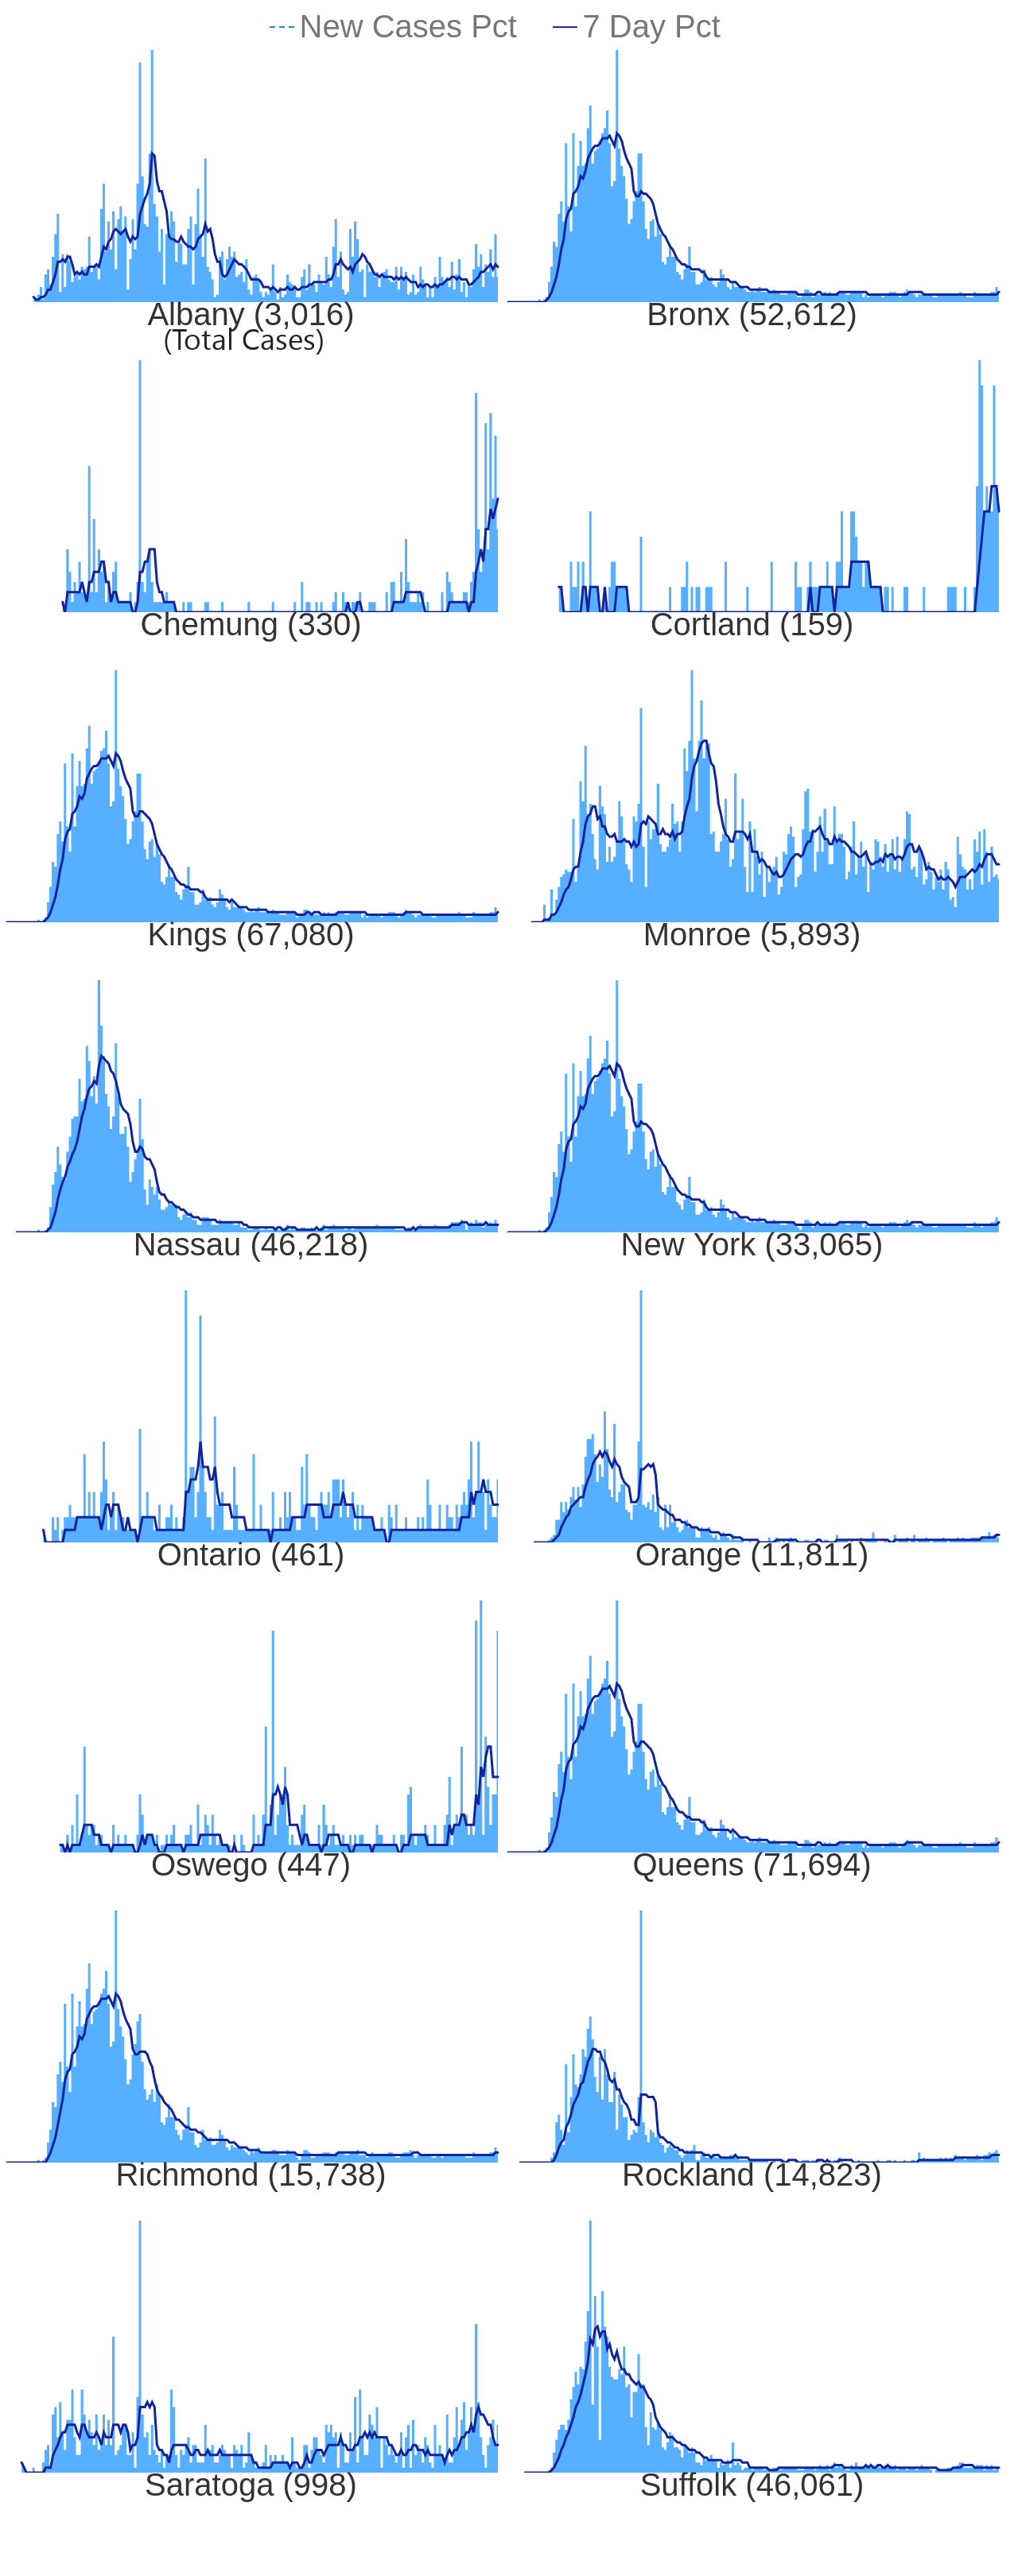 New Cases Pct 7 Day Pct
Albany (3,016) Bronx (52,612)
(Total Cases)
Chemung (330) Cortland (159)
Kings (67,080) Monroe (5,893)
Nassau (46,218) New York (33,065)
Ontario (461) Orange (11,811)
Oswego (447) Queens (71,694)
Richmond (15,738) Rockland (14,823)
Saratoga (998) Suffolk (46,061)